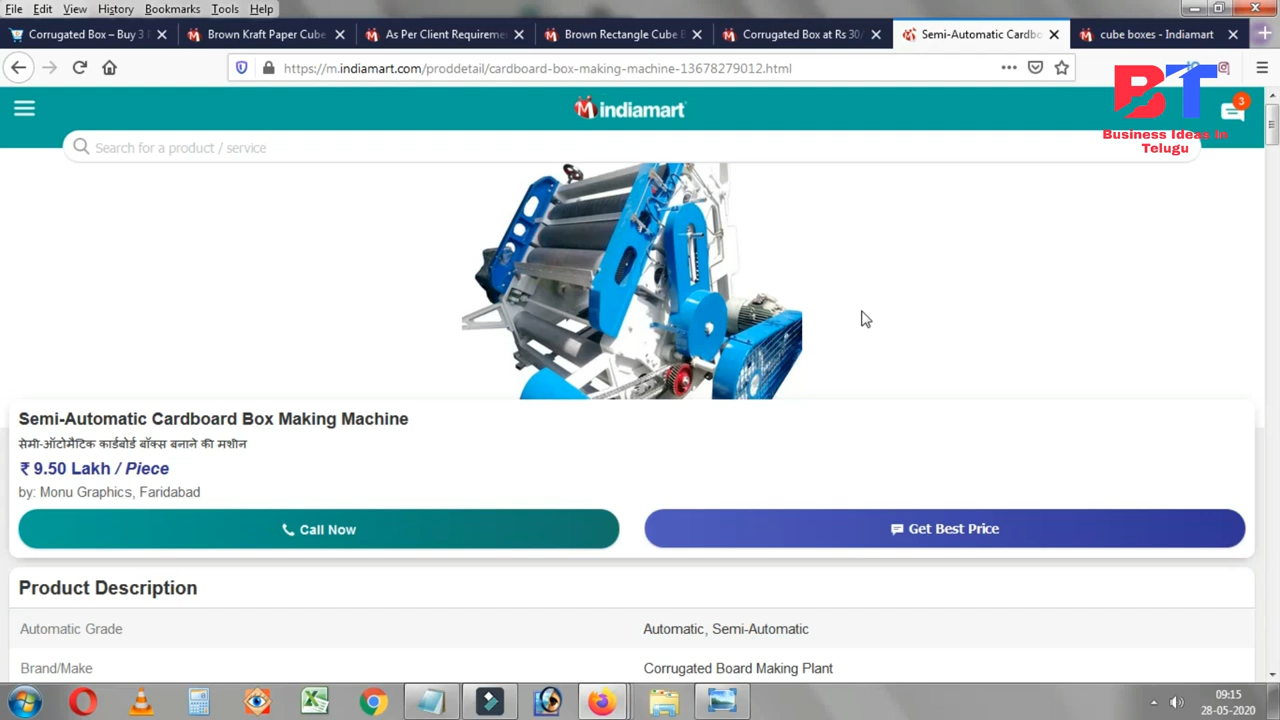 File Edit View History Bookmarks Tools Help
Corrugated Box – Buy 3
Brown Kraft Paper Cube
As Per Client Requireme
Brown Rectangle Cube B
Corrugated Box at Rs 30/
Semi-Automatic Cardbo
cube boxes - Indiamart
https://m.indiamart.com/proddetail/cardboard-box-making-machine-13678279012.html
indiamart
3
BT
Business Ideas In
Telugu
Search for a product / service
Semi-Automatic Cardboard Box Making Machine
सेमी-ऑटोमैटिक कार्डबोर्ड बॉक्स बनाने की मशीन
₹ 9.50 Lakh / Piece
by: Monu Graphics, Faridabad
Call Now
Get Best Price
Product Description
Automatic Grade Automatic, Semi-Automatic
Brand/Make Corrugated Board Making Plant
09:15
28-05-2020